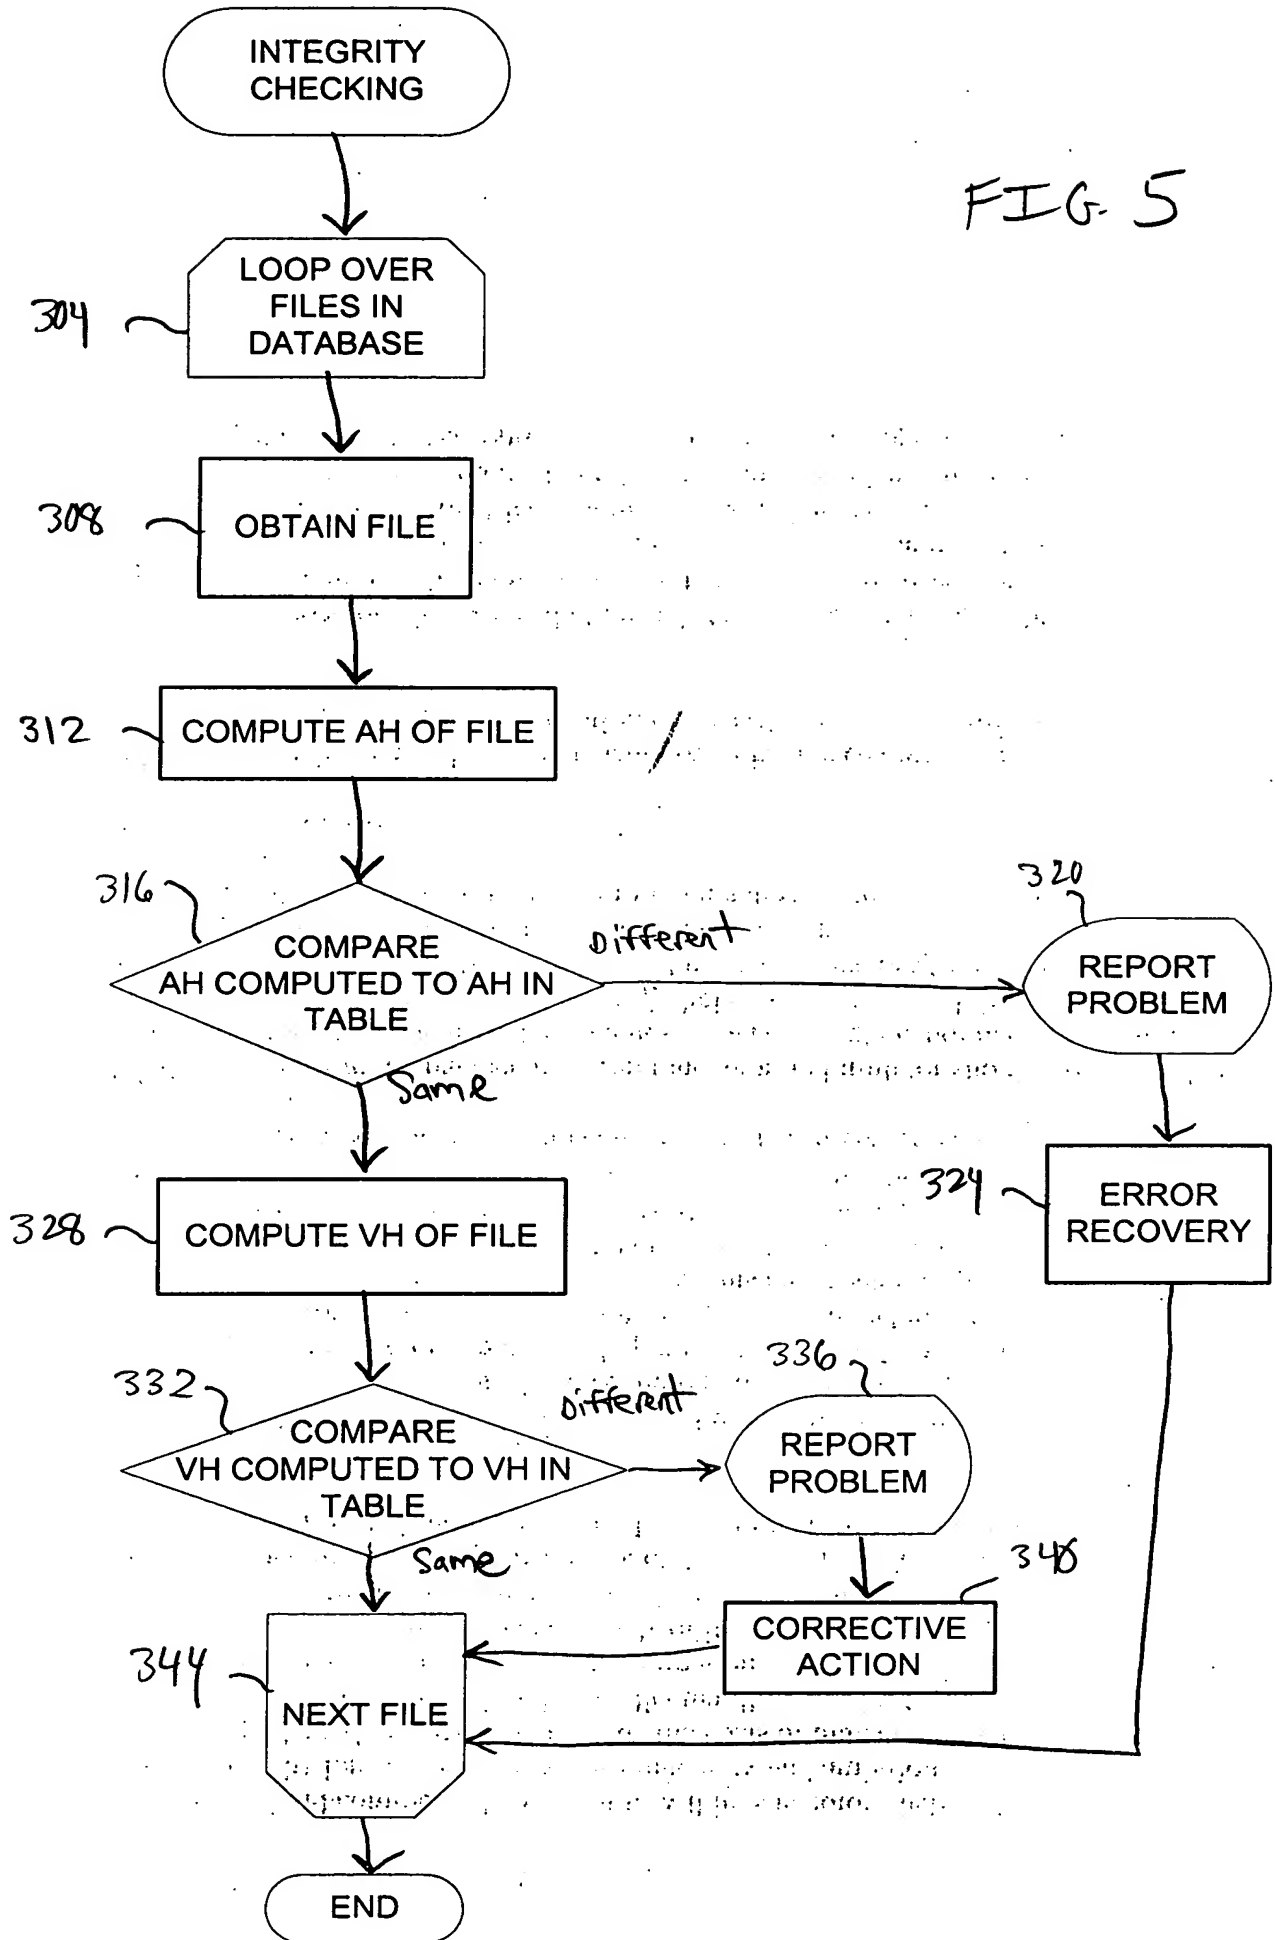 INTEGRITY
CHECKING
FIG. 5
304
LOOP OVER
FILES IN
DATABASE
308
OBTAIN FILE
312
COMPUTE AH OF FILE
316
COMPARE
AH COMPUTED TO AH IN
TABLE
Different
Same
320
REPORT
PROBLEM
324
ERROR
RECOVERY
328
COMPUTE VH OF FILE
332
COMPARE
VH COMPUTED TO VH IN
TABLE
Different
Same
336
REPORT
PROBLEM
340
CORRECTIVE
ACTION
344
NEXT FILE
END